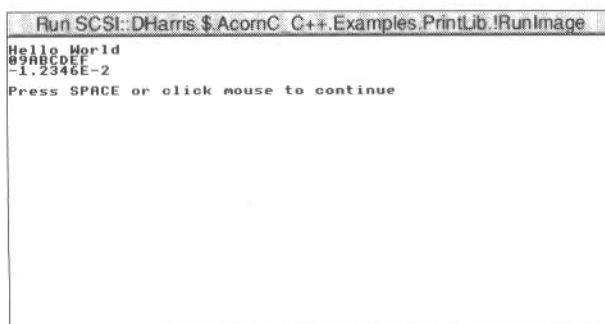 Run SCSI::DHarris.$.AcornC_C++.Examples.PrintLib.!RunImage
Hello World
09ABCDEF
-1.2346E-2
Press SPACE or click mouse to continue